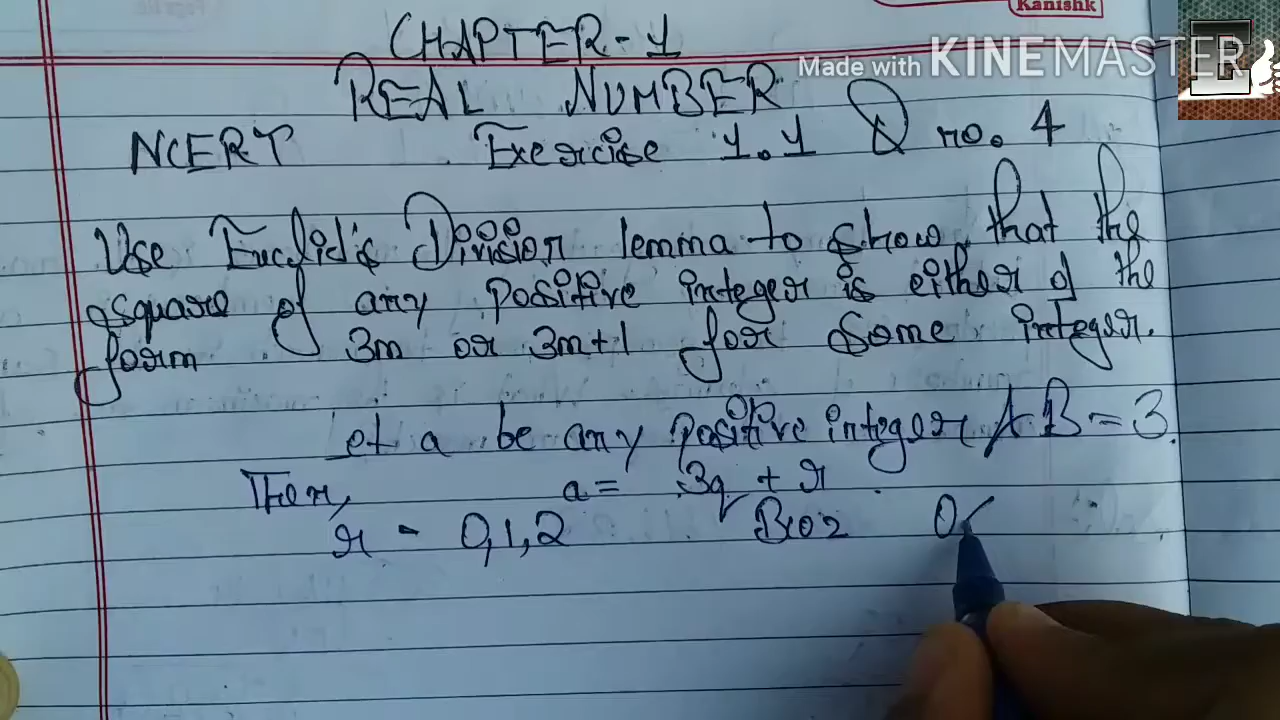 Kanishk
Made with KINEMASTER
CHAPTER-1
REAL NUMBER
NCERT Exercise 1.1 Q no. 4
Use Euclid's Division lemma to show that the
square of any positive integer is either of the
form 3m or 3m+1 for some integer.
et a be any positive integer & B = 3.
Then, a = 3q + r
r = 0,1,2 Bcoz 0<